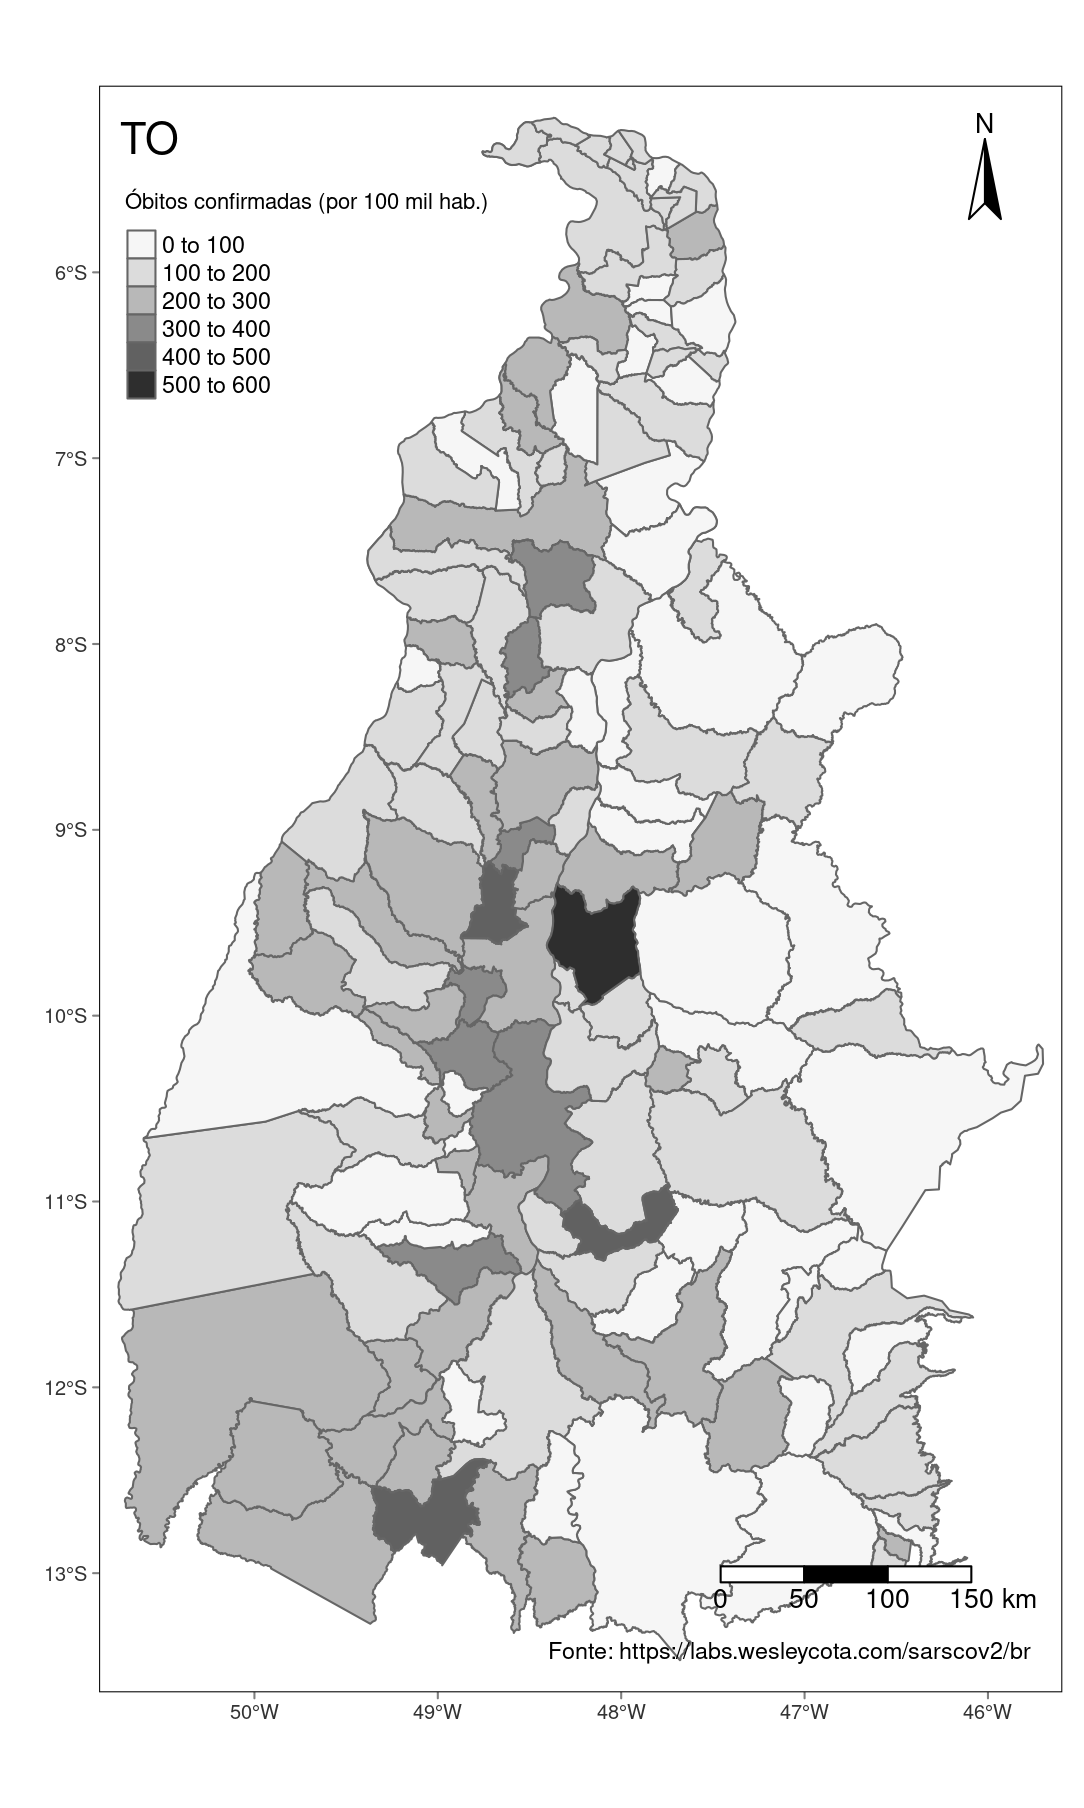 TO
N
Óbitos confirmadas (por 100 mil hab.)
0 to 100
100 to 200
200 to 300
300 to 400
400 to 500
500 to 600
6°S
7°S
8°S
9°S
10°S
11°S
12°S
13°S
0 50 100 150 km
Fonte: https://labs.wesleycota.com/sarscov2/br
50°W 49°W 48°W 47°W 46°W